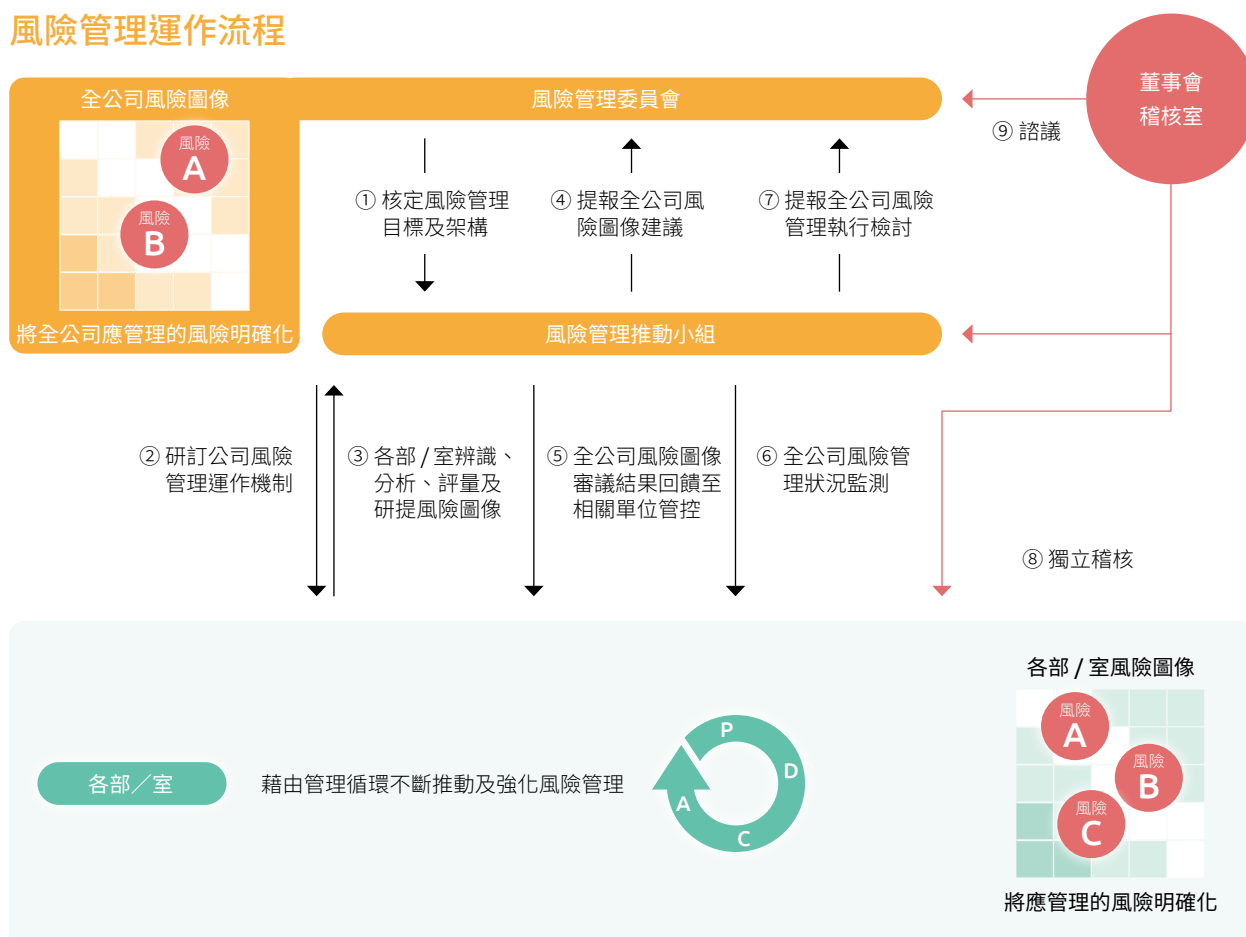 風險管理運作流程
全公司風險圖像
風險
A
風險
B
將全公司應管理的風險明確化
風險管理委員會
董事會
稽核室
⑨ 諮議
① 核定風險管理
目標及架構
④ 提報全公司風
險圖像建議
⑦ 提報全公司風險
管理執行檢討
風險管理推動小組
② 研訂公司風險
管理運作機制
③ 各部 / 室辨識、
分析、評量及
研提風險圖像
⑤ 全公司風險圖像
審議結果回饋至
相關單位管控
⑥ 全公司風險管
理狀況監測
⑧ 獨立稽核
各部／室
藉由管理循環不斷推動及強化風險管理
P
D
C
A
各部 / 室風險圖像
風險
A
風險
B
風險
C
將應管理的風險明確化